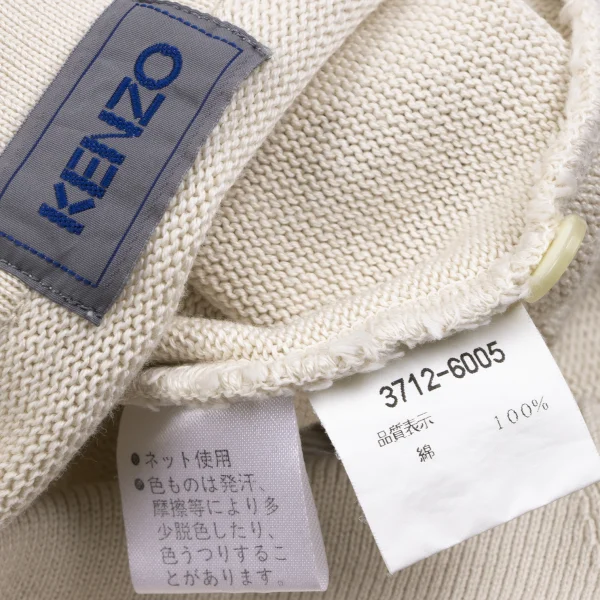 KENZO
3712-6005
品質表示
綿 100%
●ネット使用
●色ものは発汗、
摩擦等により多
少脱色したり、
色うつりするこ
とがあります。